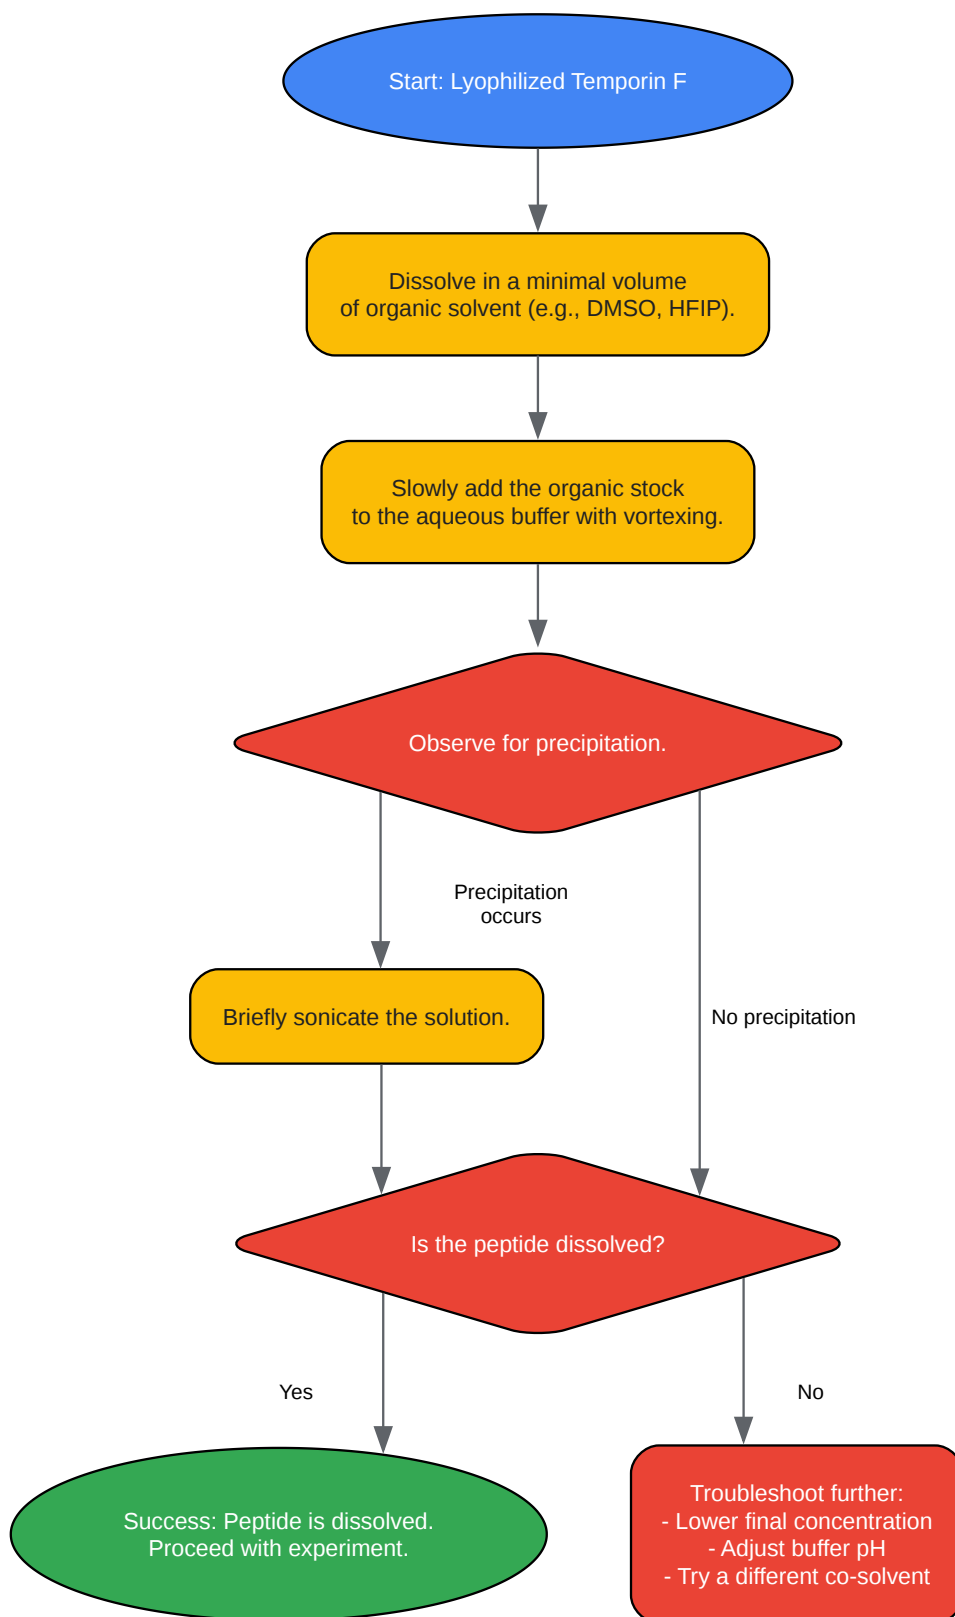 Start: Lyophilized Temporin F
Dissolve in a minimal volume
of organic solvent (e.g., DMSO, HFIP).
Slowly add the organic stock
to the aqueous buffer with vortexing.
Observe for precipitation.
Precipitation
occurs
Briefly sonicate the solution.
No precipitation
Is the peptide dissolved?
Yes
No
Success: Peptide is dissolved.
Proceed with experiment.
Troubleshoot further:
- Lower final concentration
- Adjust buffer pH
- Try a different co-solvent